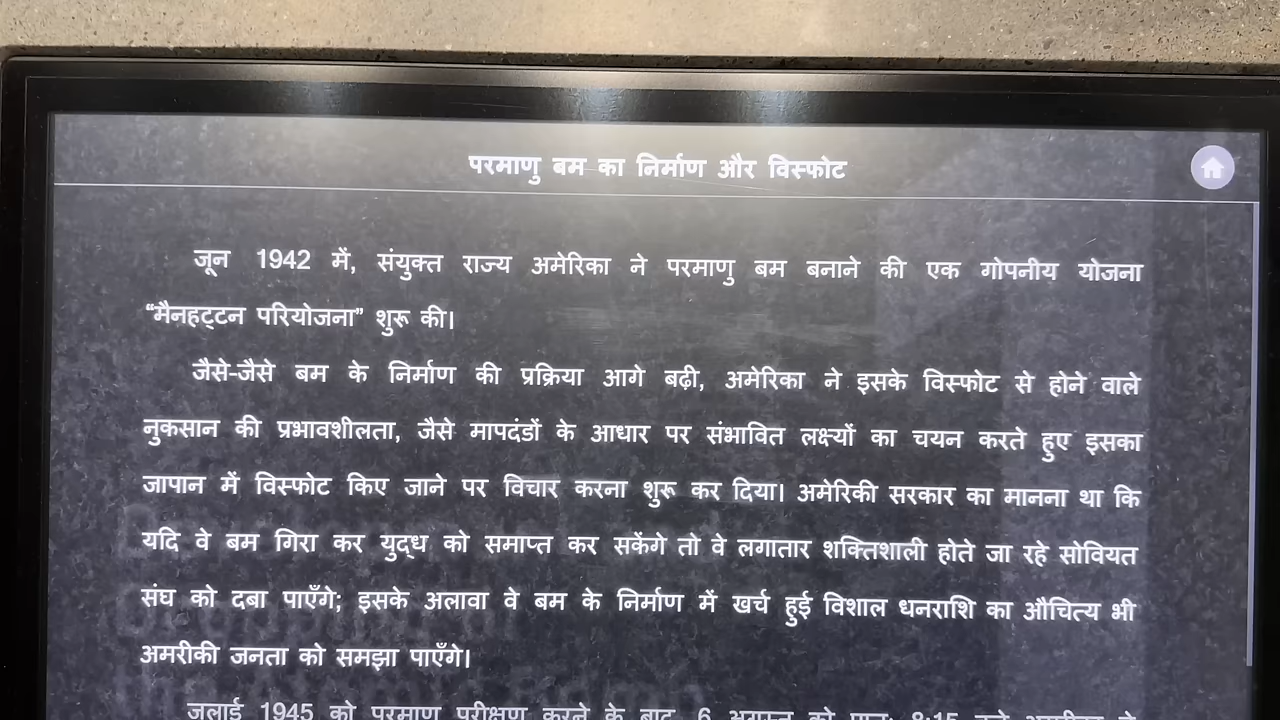 परमाणु बम का निर्माण और विस्फोट
जून 1942 में, संयुक्त राज्य अमेरिका ने परमाणु बम बनाने की एक गोपनीय योजना
“मैनहट्टन परियोजना” शुरू की।
जैसे-जैसे बम के निर्माण की प्रक्रिया आगे बढ़ी, अमेरिका ने इसके विस्फोट से होने वाले
नुकसान की प्रभावशीलता, जैसे मापदंडों के आधार पर संभावित लक्ष्यों का चयन करते हुए इसका
जापान में विस्फोट किए जाने पर विचार करना शुरू कर दिया। अमेरिकी सरकार का मानना था कि
यदि वे बम गिरा कर युद्ध को समाप्त कर सकेंगे तो वे लगातार शक्तिशाली होते जा रहे सोवियत
संघ को दबा पाएँगे; इसके अलावा वे बम के निर्माण में खर्च हुई विशाल धनराशि का औचित्य भी
अमरीकी जनता को समझा पाएँगे।
जुलाई 1945 को परमाणु परीक्षण करने के बाद, 6 अगस्त को प्रातः 8:15